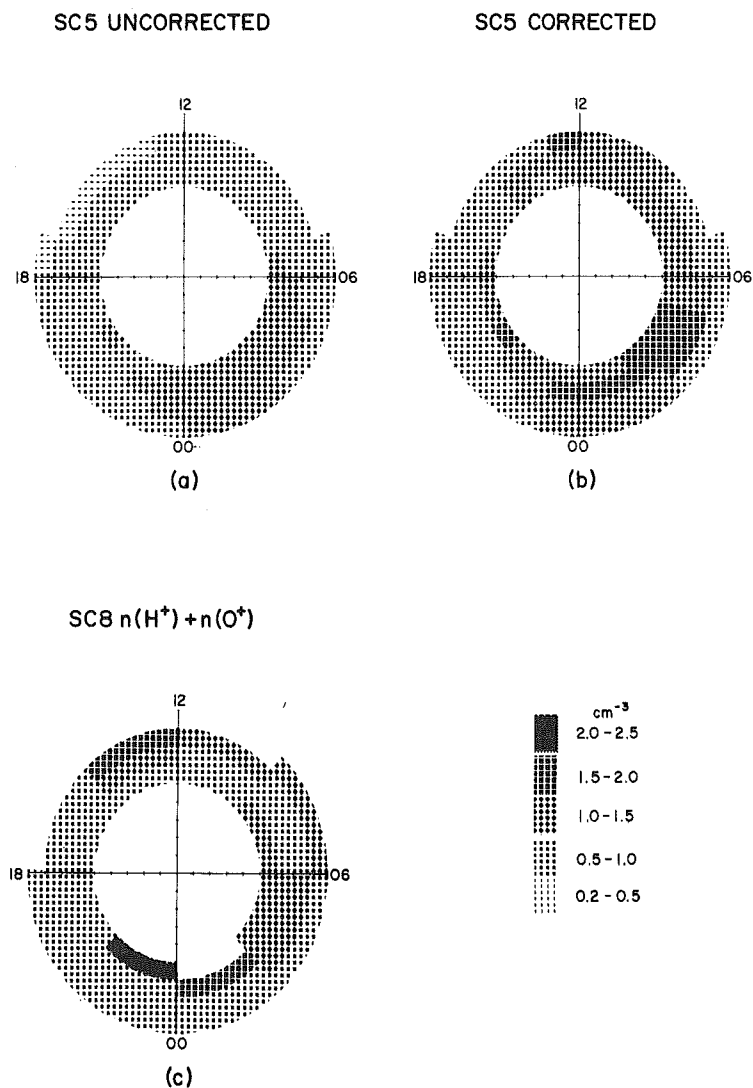 SC5 UNCORRECTED
12
18
06
00
(a)
SC5 CORRECTED
12
18
06
00
(b)
SC8 n(H⁺)+n(O⁺)
12
18
06
00
(c)
cm⁻³
2.0-2.5
1.5-2.0
1.0-1.5
0.5-1.0
0.2-0.5